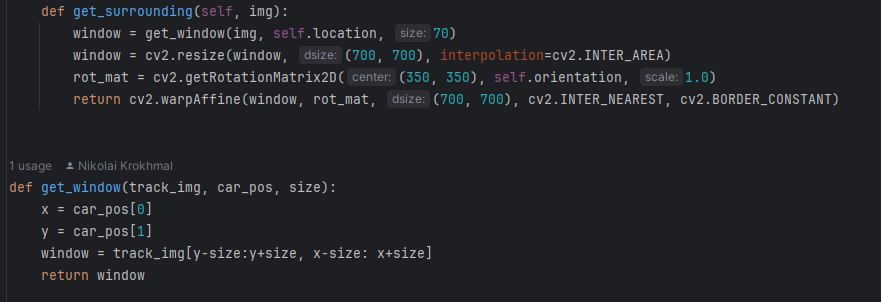 def get_surrounding(self, img):
    window = get_window(img, self.location, size: 70)
    window = cv2.resize(window, dsize: (700, 700), interpolation=cv2.INTER_AREA)
    rot_mat = cv2.getRotationMatrix2D( center: (350, 350), self.orientation, scale: 1.0)
    return cv2.warpAffine(window, rot_mat, dsize: (700, 700), cv2.INTER_NEAREST, cv2.BORDER_CONSTANT)
1 usage Nikolai Krokhmal
def get_window(track_img, car_pos, size):
    x = car_pos[0]
    y = car_pos[1]
    window = track_img[y-size:y+size, x-size: x+size]
    return window